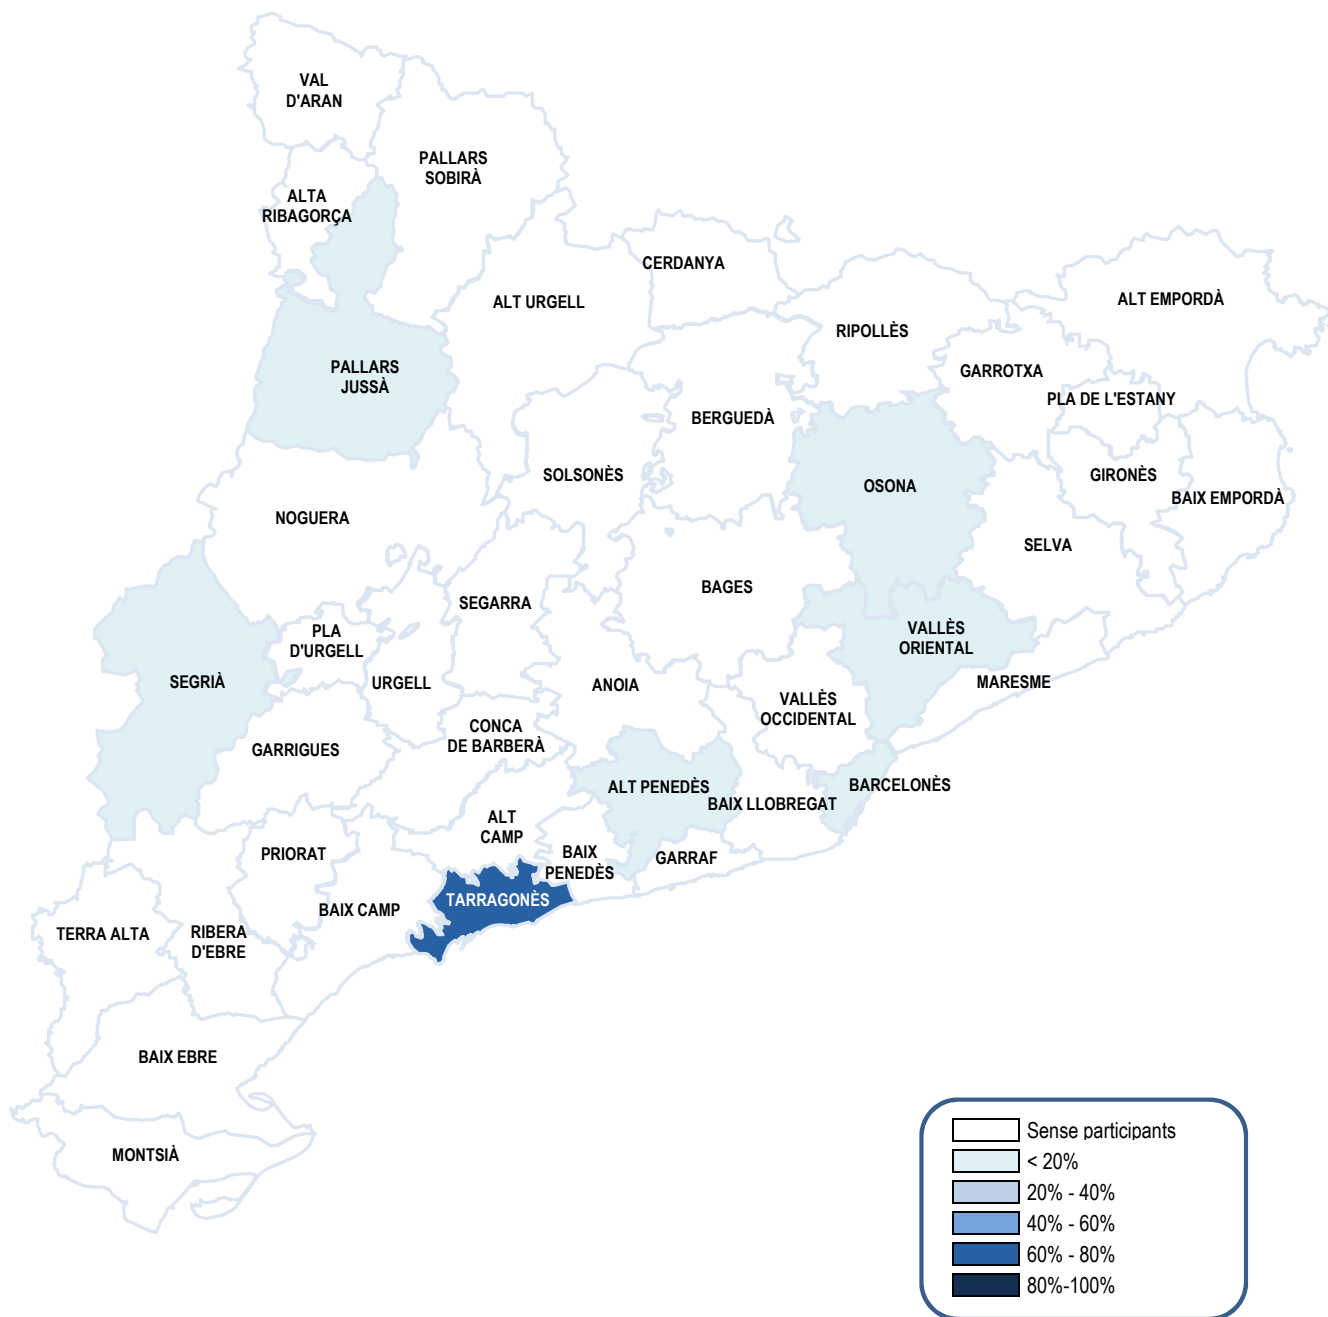 VAL
D'ARAN
PALLARS
SOBIRÀ
ALTA
RIBAGORÇA
CERDANYA
ALT URGELL
ALT EMPORDÀ
RIPOLLÈS
GARROTXA
PALLARS
JUSSÀ
PLA DE L'ESTANY
BERGUEDÀ
SOLSONÈS
GIRONÈS
OSONA
BAIX EMPORDÀ
NOGUERA
SELVA
BAGES
SEGARRA
PLA
D'URGELL
VALLÈS
ORIENTAL
SEGRIÀ
URGELL
ANOIA
MARESME
VALLÈS
OCCIDENTAL
CONCA
DE BARBERÀ
GARRIGUES
ALT PENEDÈS
BARCELONÈS
BAIX LLOBREGAT
ALT
CAMP
PRIORAT
BAIX
PENEDÈS
GARRAF
TARRAGONÈS
BAIX CAMP
TERRA ALTA
RIBERA
D'EBRE
BAIX EBRE
MONTSIÀ
Sense participants
< 20%
20% - 40%
40% - 60%
60% - 80%
80%-100%